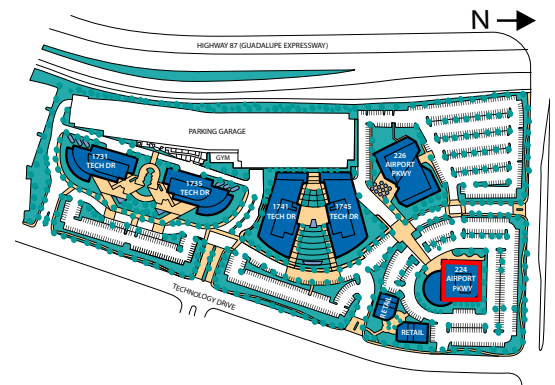 N
HIGHWAY 87 (GUADALUPE EXPRESSWAY)
PARKING GARAGE
GYM
1731
TECH DR
1735
TECH DR
1741
TECH DR
1745
TECH DR
226
AIRPORT
PKWY
224
AIRPORT
PKWY
RETAIL
RETAIL
TECHNOLOGY DRIVE